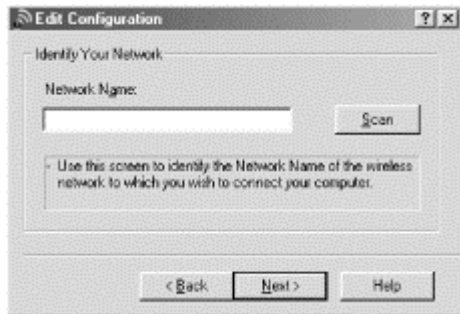 Edit Configuration
Identify Your Network
Network Name:
Scan
- Use this screen to identify the Network Name of the wireless
network to which you wish to connect your computer.
< Back Next > Help